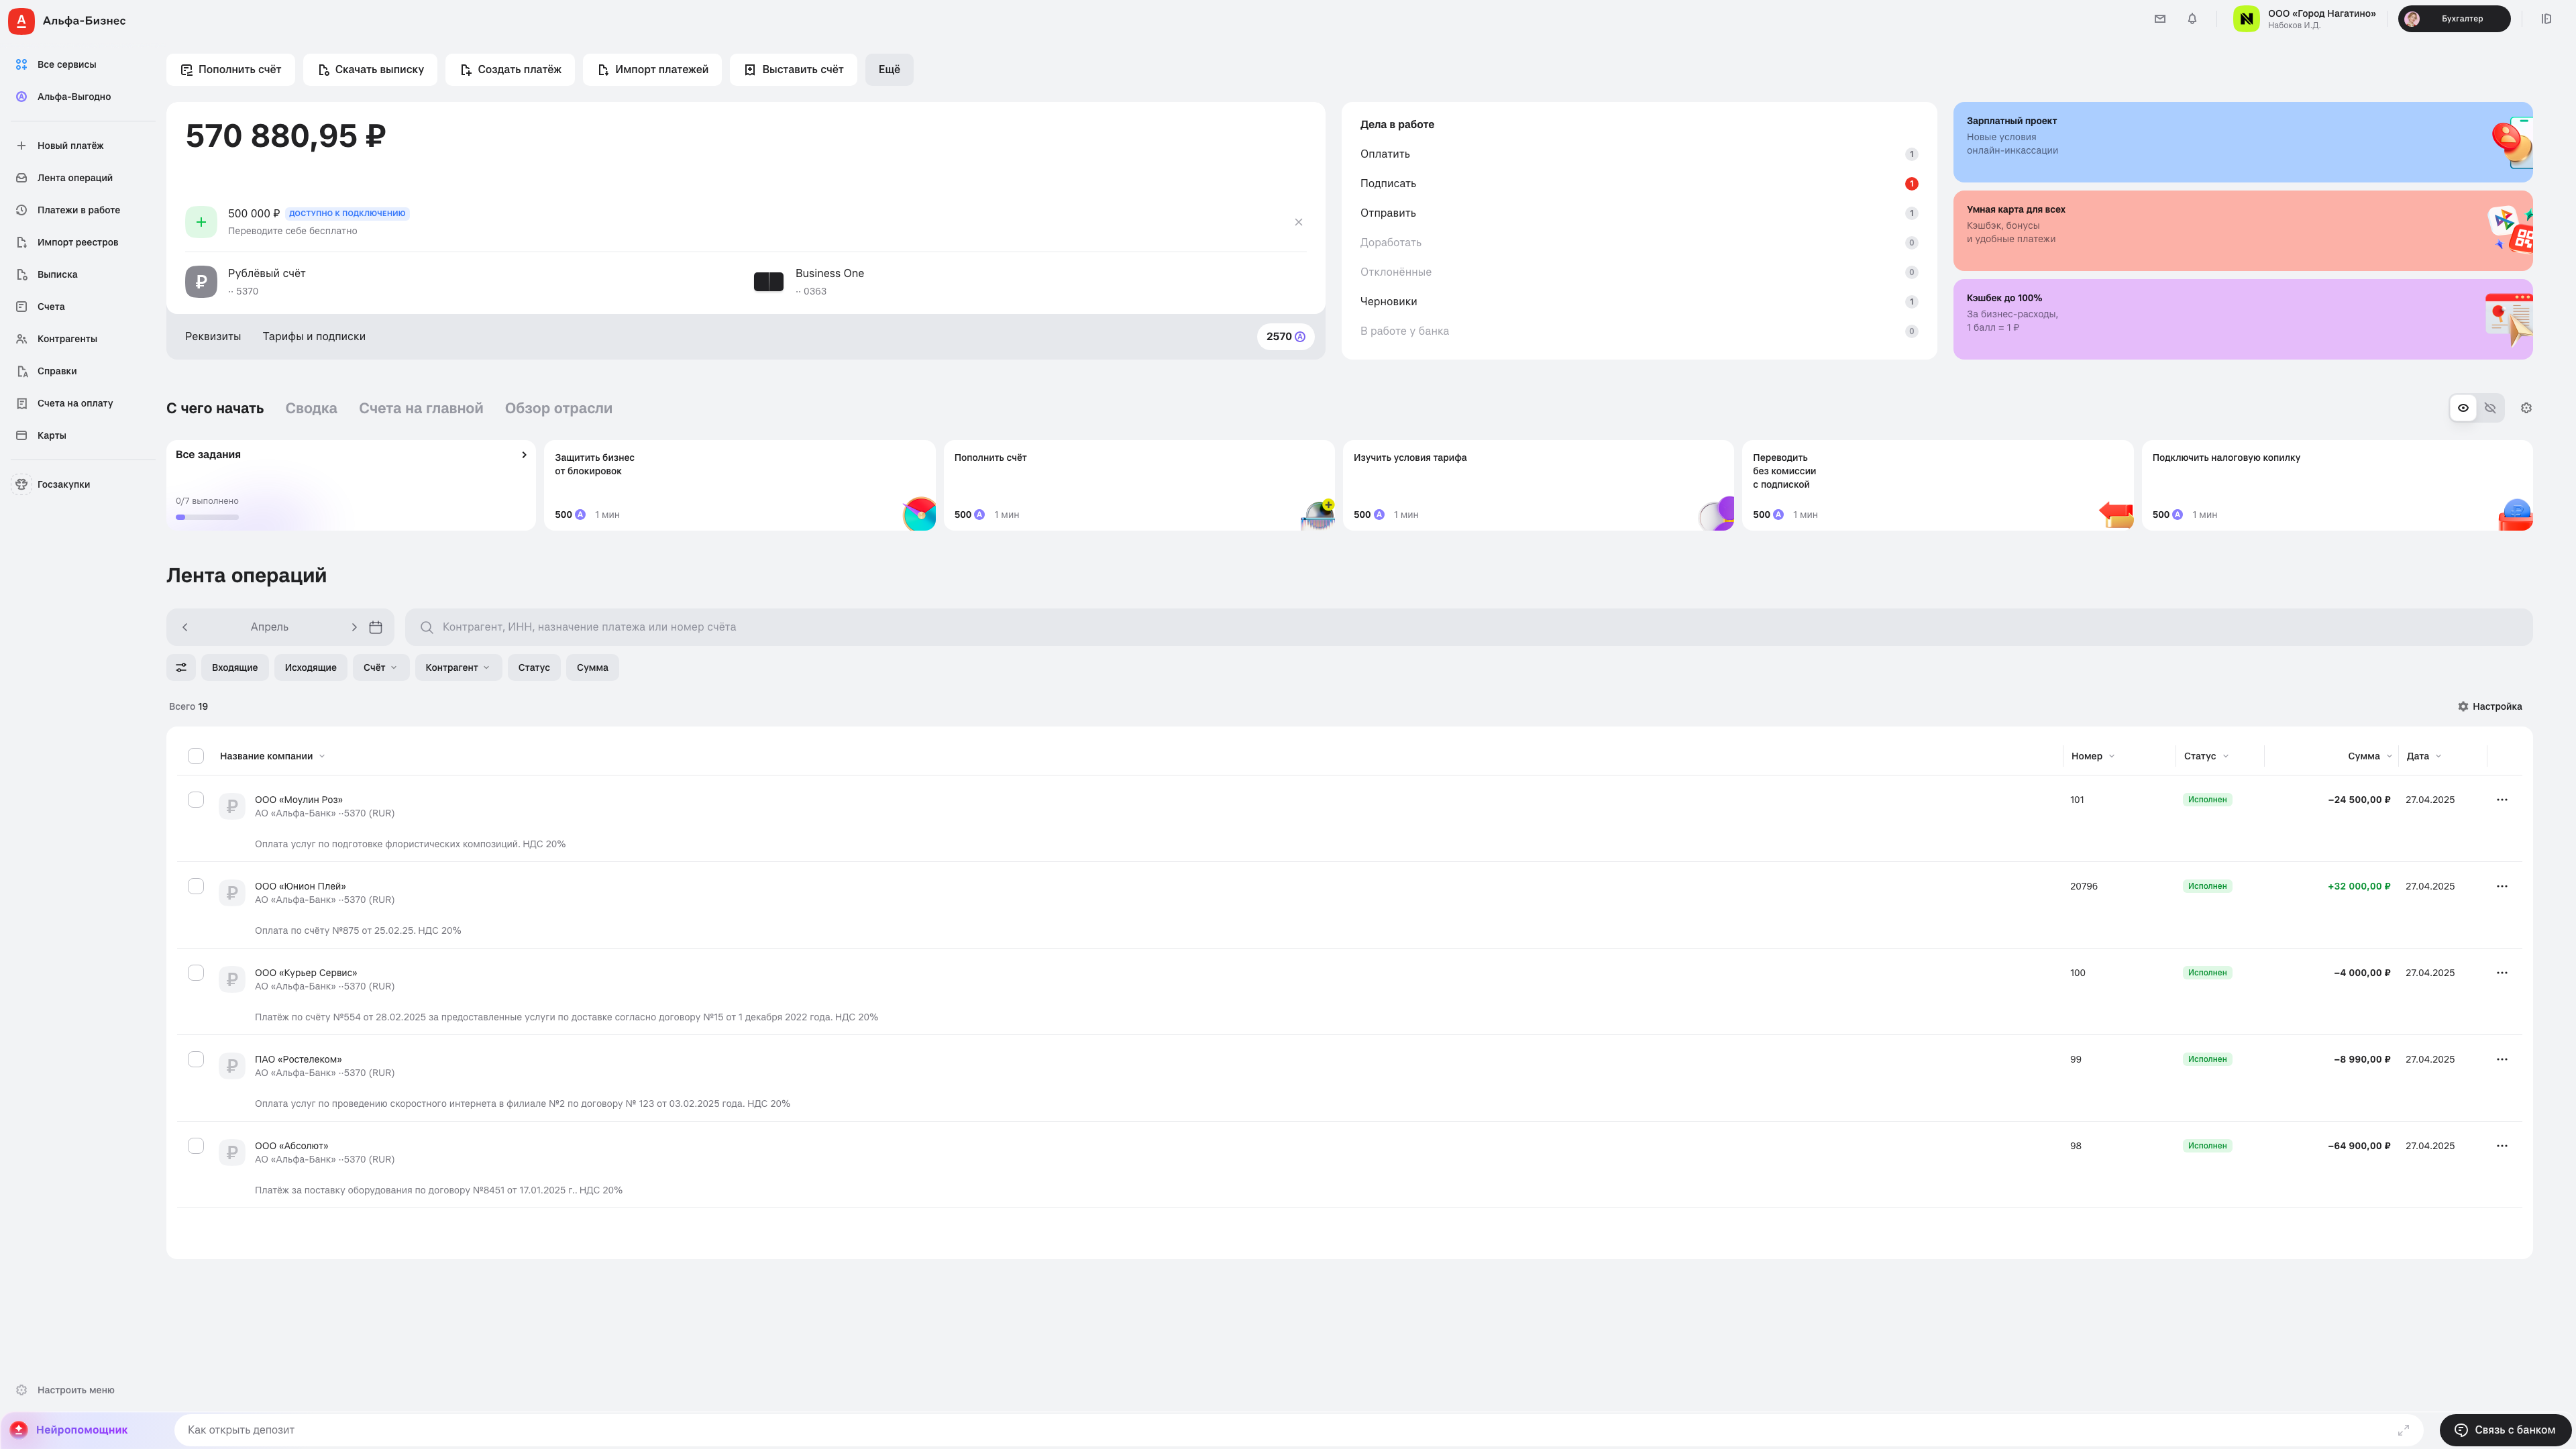 Альфа-Бизнес
ООО «Город Нагатино»
Набоков И.Д.
Бухгалтер
Все сервисы
Альфа-Выгодно
Новый платёж
Лента операций
Платежи в работе
Импорт реестров
Выписка
Счета
Контрагенты
Справки
Счета на оплату
Карты
Госзакупки
Пополнить счёт
Скачать выписку
Создать платёж
Импорт платежей
Выставить счёт
Ещё
570 880,95 ₽
500 000 ₽ ДОСТУПНО К ПОДКЛЮЧЕНИЮ
Переводите себе бесплатно
Рублёвый счёт
·· 5370
Business One
·· 0363
Реквизиты
Тарифы и подписки
2570
Дела в работе
Оплатить 1
Подписать 1
Отправить 1
Доработать 0
Отклонённые 0
Черновики 1
В работе у банка 0
Зарплатный проект
Новые условия
онлайн-инкассации
Умная карта для всех
Кэшбэк, бонусы
и удобные платежи
Кэшбек до 100%
За бизнес-расходы,
1 балл = 1 ₽
С чего начать
Сводка
Счета на главной
Обзор отрасли
Все задания
0/7 выполнено
Защитить бизнес
от блокировок
500 1 мин
Пополнить счёт
500 1 мин
Изучить условия тарифа
500 1 мин
Переводить
без комиссии
с подпиской
500 1 мин
Подключить налоговую копилку
500 1 мин
Лента операций
Апрель
Контрагент, ИНН, назначение платежа или номер счёта
Входящие
Исходящие
Счёт
Контрагент
Статус
Сумма
Всего 19
Настройка
Название компании Номер Статус Сумма Дата
ООО «Моулин Роз» 101 Исполнен −24 500,00 ₽ 27.04.2025
АО «Альфа-Банк» ··5370 (RUR)
Оплата услуг по подготовке флористических композиций. НДС 20%
ООО «Юнион Плей» 20796 Исполнен +32 000,00 ₽ 27.04.2025
АО «Альфа-Банк» ··5370 (RUR)
Оплата по счёту №875 от 25.02.25. НДС 20%
ООО «Курьер Сервис» 100 Исполнен −4 000,00 ₽ 27.04.2025
АО «Альфа-Банк» ··5370 (RUR)
Платёж по счёту №554 от 28.02.2025 за предоставленные услуги по доставке согласно договору №15 от 1 декабря 2022 года. НДС 20%
ПАО «Ростелеком» 99 Исполнен −8 990,00 ₽ 27.04.2025
АО «Альфа-Банк» ··5370 (RUR)
Оплата услуг по проведению скоростного интернета в филиале №2 по договору № 123 от 03.02.2025 года. НДС 20%
ООО «Абсолют» 98 Исполнен −64 900,00 ₽ 27.04.2025
АО «Альфа-Банк» ··5370 (RUR)
Платёж за поставку оборудования по договору №8451 от 17.01.2025 г.. НДС 20%
Настроить меню
Нейропомощник
Как открыть депозит
Связь с банком